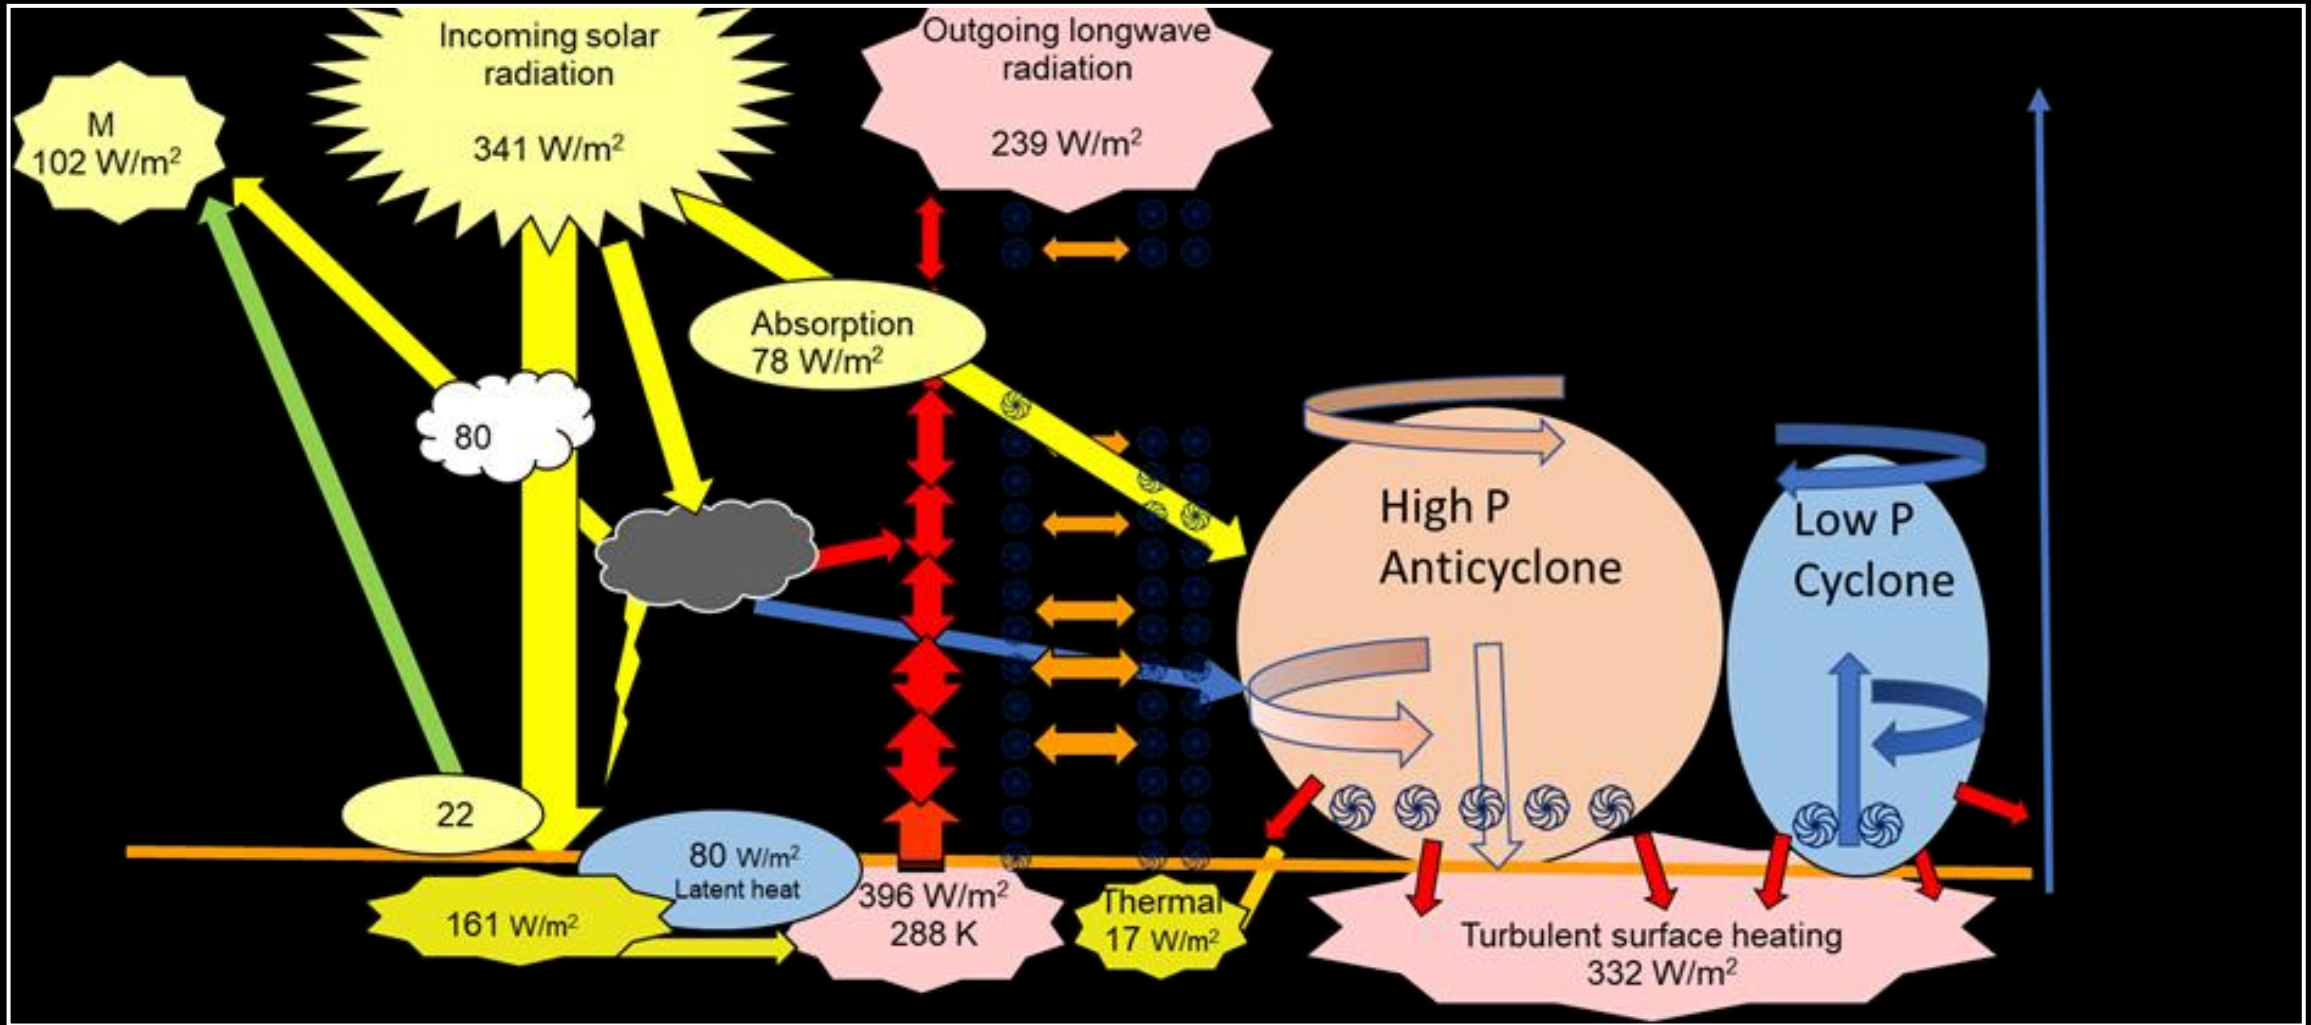 Incoming solar
radiation
341 W/m²
Outgoing longwave
radiation
239 W/m²
M
102 W/m²
Absorption
78 W/m²
80
High P
Anticyclone
Low P
Cyclone
22
80 W/m²
Latent heat
161 W/m²
396 W/m²
288 K
Thermal
17 W/m²
Turbulent surface heating
332 W/m²